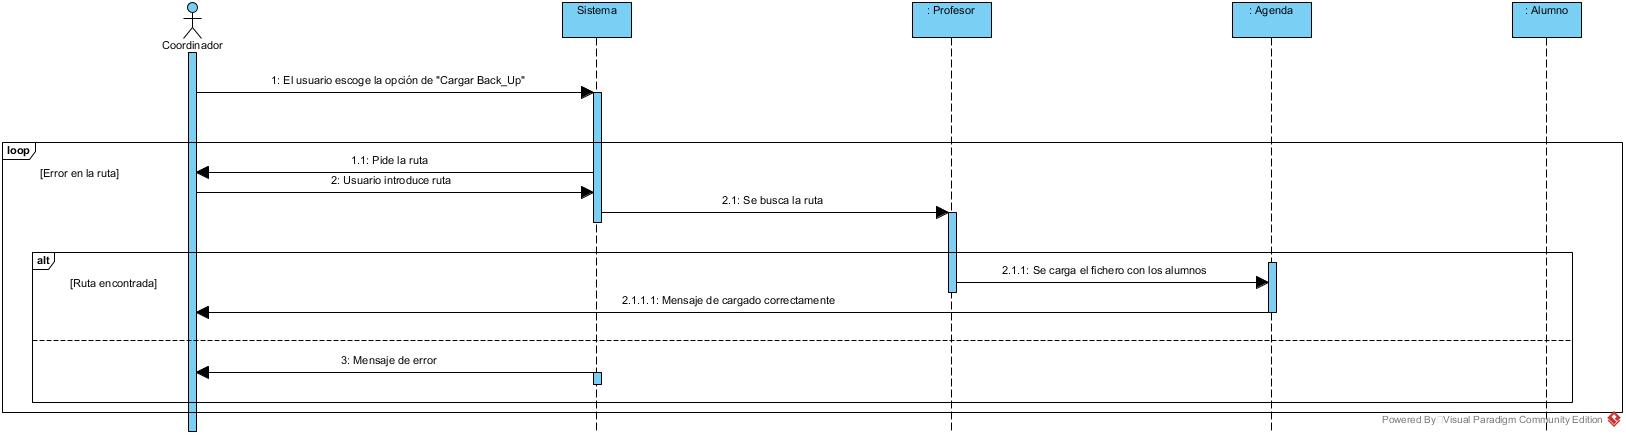 Sistema
: Profesor
: Agenda
: Alumno
Coordinador
1: El usuario escoge la opción de "Cargar Back_Up"
loop
1.1: Pide la ruta
[Error en la ruta]
2: Usuario introduce ruta
2.1: Se busca la ruta
alt
2.1.1: Se carga el fichero con los alumnos
[Ruta encontrada]
2.1.1.1: Mensaje de cargado correctamente
3: Mensaje de error
Powered By Visual Paradigm Community Edition